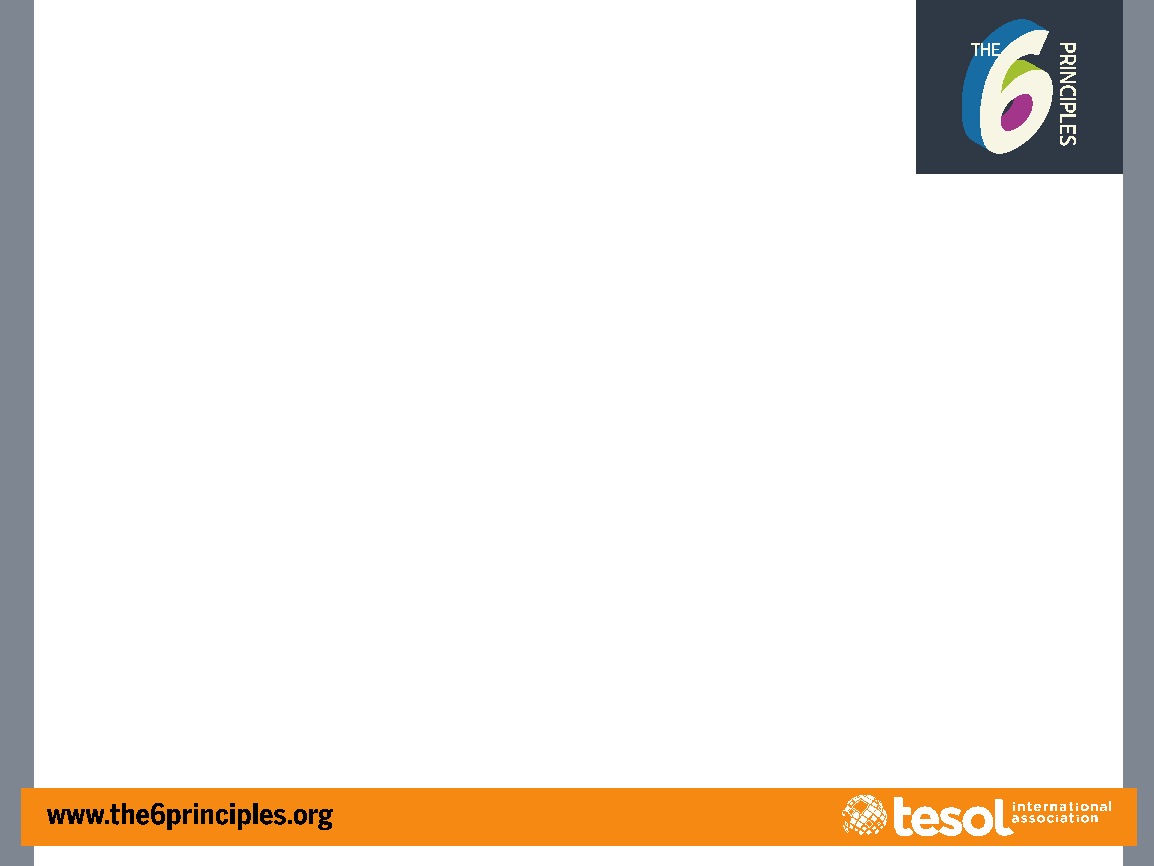 THE
6
PRINCIPLES
www.the6principles.org
tesol
international
association